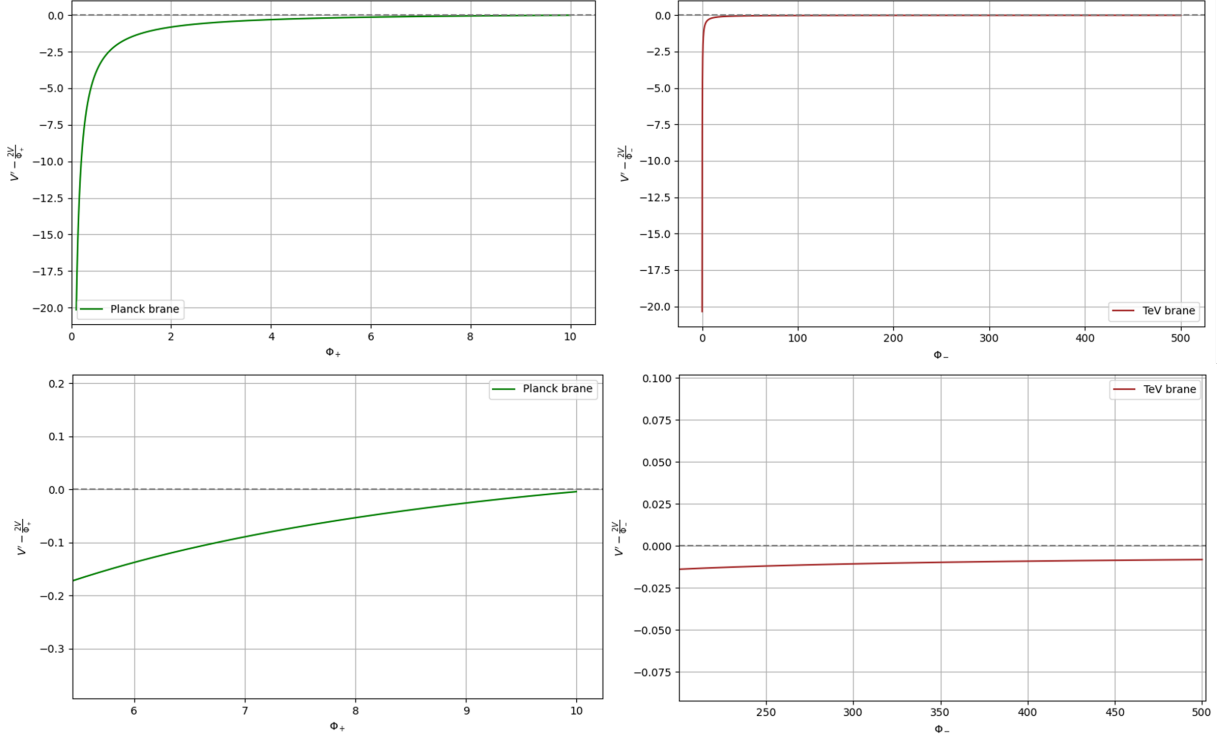 0.0
−2.5
−5.0
−7.5
−10.0
−12.5
−15.0
−17.5
−20.0
V′ − 2V/Φ₊
Planck brane
0 2 4 6 8 10
Φ₊
0.0
−2.5
−5.0
−7.5
−10.0
−12.5
−15.0
−17.5
−20.0
V′ − 2V/Φ₋
TeV brane
0 100 200 300 400 500
Φ₋
0.2
0.1
0.0
−0.1
−0.2
−0.3
V′ − 2V/Φ₊
Planck brane
6 7 8 9 10
Φ₊
0.100
0.075
0.050
0.025
0.000
−0.025
−0.050
−0.075
V′ − 2V/Φ₋
TeV brane
250 300 350 400 450 500
Φ₋